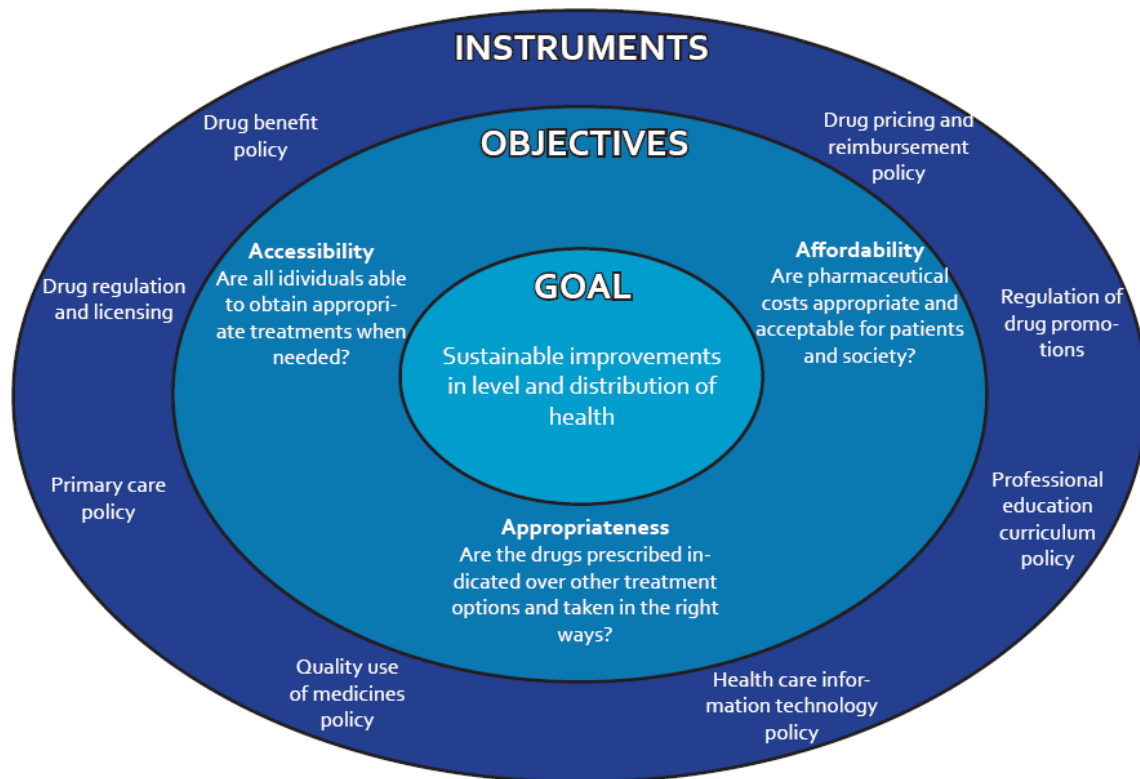 INSTRUMENTS
Drug benefit
policy
Drug pricing and
reimbursement
policy
OBJECTIVES
Accessibility
Are all idividuals able
to obtain appropri-
ate treatments when
needed?
Affordability
Are pharmaceutical
costs appropriate and
acceptable for patients
and society?
GOAL
Sustainable improvements
in level and distribution of
health
Drug regulation
and licensing
Regulation of
drug promo-
tions
Primary care
policy
Professional
education
curriculum
policy
Appropriateness
Are the drugs prescribed in-
dicated over other treatment
options and taken in the right
ways?
Quality use
of medicines
policy
Health care infor-
mation technology
policy